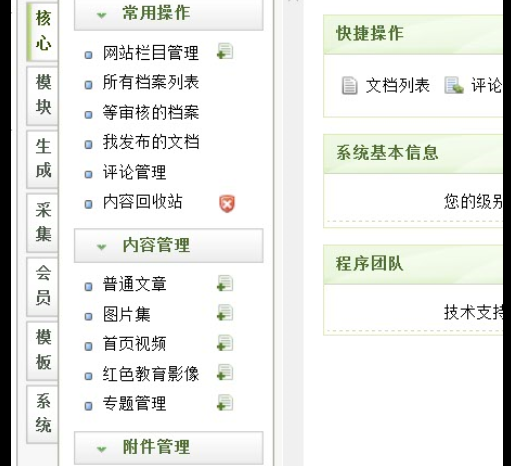 核心
模块
生成
采集
会员
模板
系统
常用操作
网站栏目管理
所有档案列表
等审核的档案
我发布的文档
评论管理
内容回收站
内容管理
普通文章
图片集
首页视频
红色教育影像
专题管理
附件管理
快捷操作
文档列表 评论
系统基本信息
您的级别
程序团队
技术支持